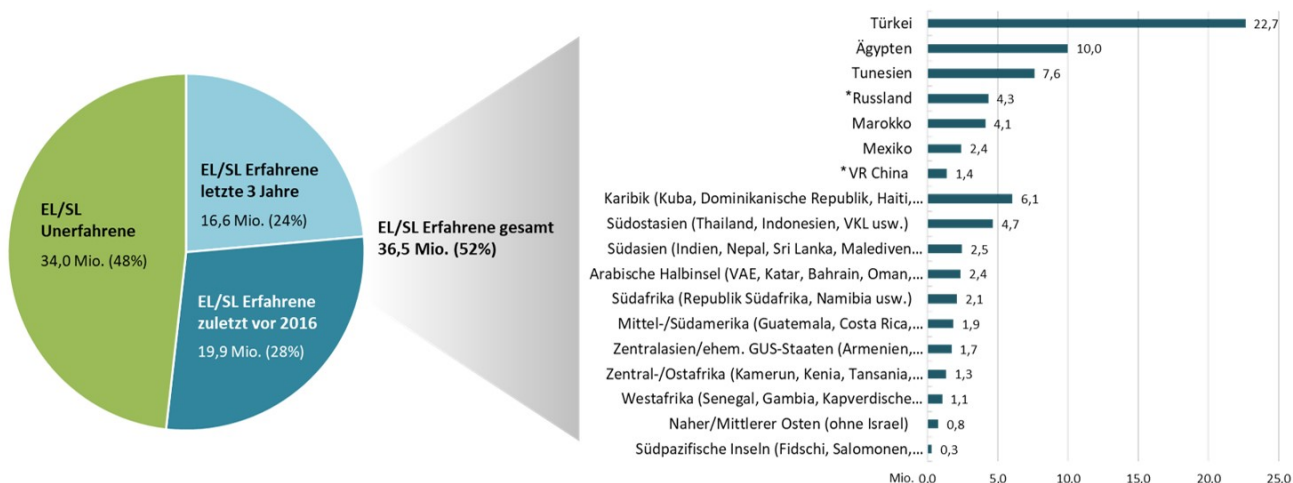 EL/SL
Unerfahrene
34,0 Mio. (48%)
EL/SL Erfahrene
letzte 3 Jahre
16,6 Mio. (24%)
EL/SL Erfahrene
zuletzt vor 2016
19,9 Mio. (28%)
EL/SL Erfahrene gesamt
36,5 Mio. (52%)
Türkei 22,7
Ägypten 10,0
Tunesien 7,6
*Russland 4,3
Marokko 4,1
Mexiko 2,4
*VR China 1,4
Karibik (Kuba, Dominikanische Republik, Haiti,... 6,1
Südostasien (Thailand, Indonesien, VKL usw.) 4,7
Südasien (Indien, Nepal, Sri Lanka, Malediven... 2,5
Arabische Halbinsel (VAE, Katar, Bahrain, Oman,... 2,4
Südafrika (Republik Südafrika, Namibia usw.) 2,1
Mittel-/Südamerika (Guatemala, Costa Rica,... 1,9
Zentralasien/ehem. GUS-Staaten (Armenien,... 1,7
Zentral-/Ostafrika (Kamerun, Kenia, Tansania,... 1,3
Westafrika (Senegal, Gambia, Kapverdische... 1,1
Naher/Mittlerer Osten (ohne Israel) 0,8
Südpazifische Inseln (Fidschi, Salomonen,... 0,3
Mio. 0,0 5,0 10,0 15,0 20,0 25,0